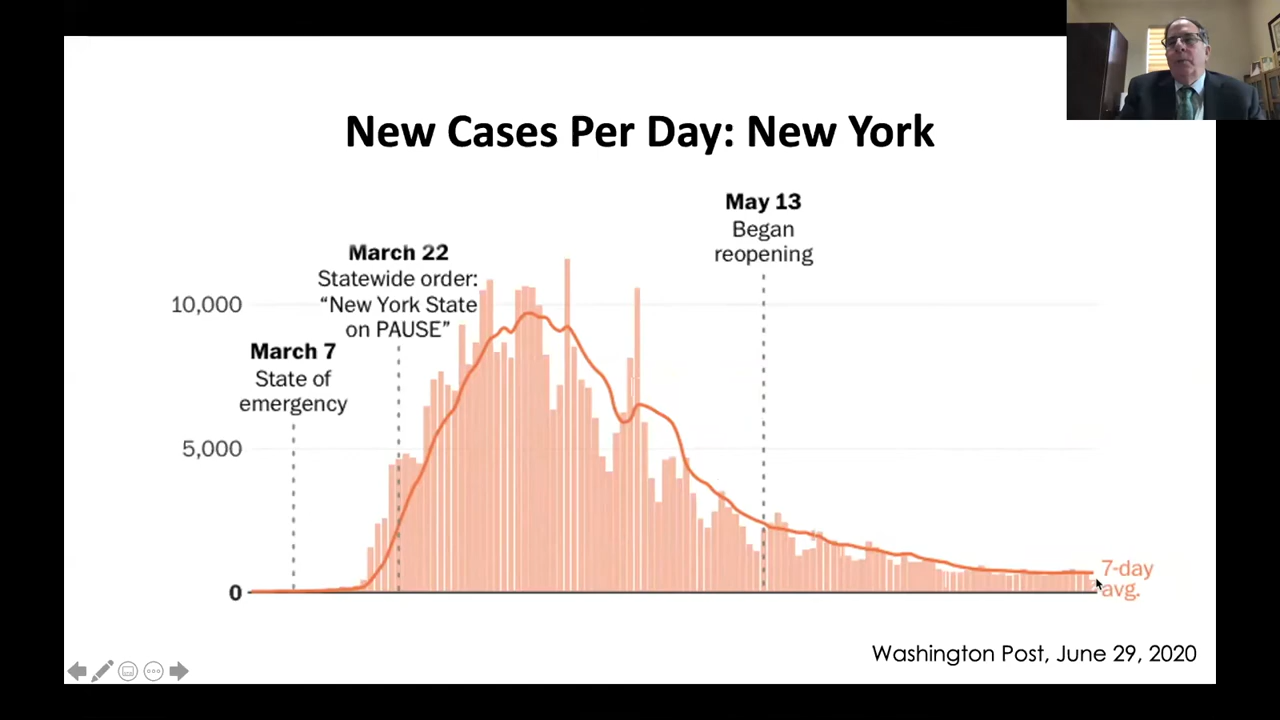 New Cases Per Day: New York
May 13
Began
reopening
March 22
Statewide order:
“New York State
on PAUSE”
March 7
State of
emergency
10,000
5,000
0
7-day
avg.
Washington Post, June 29, 2020